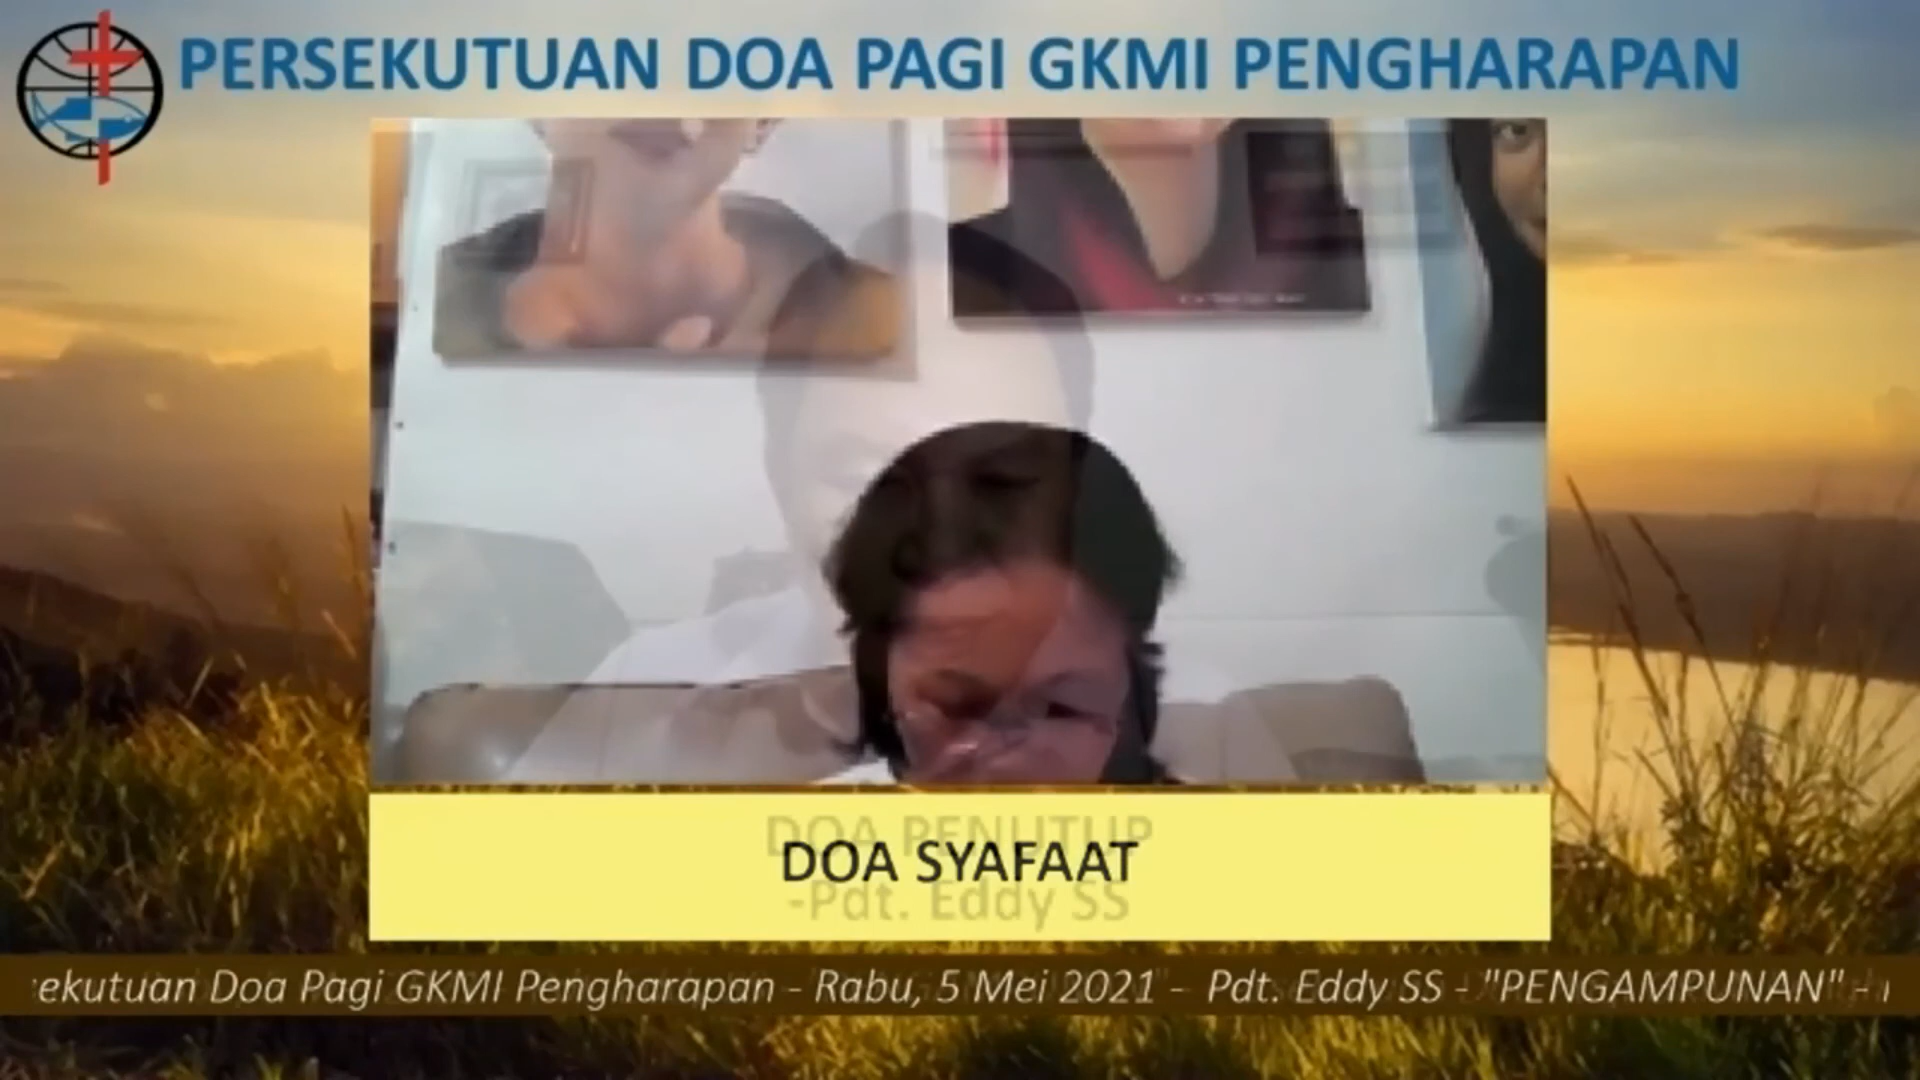 PERSEKUTUAN DOA PAGI GKMI PENGHARAPAN
DOA PENUTUP
DOA SYAFAAT
-Pdt. Eddy SS
ekutuan Doa Pagi GKMI Pengharapan - Rabu, 5 Mei 2021 - Pdt. Eddy SS - "PENGAMPUNAN" -